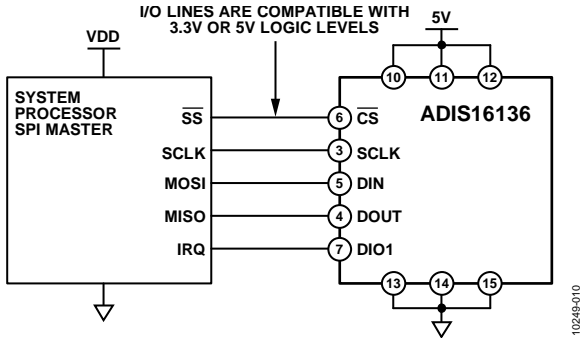 I/O LINES ARE COMPATIBLE WITH
3.3V OR 5V LOGIC LEVELS
VDD
5V
10 11 12
SYSTEM
PROCESSOR
SPI MASTER
ADIS16136
SS 6 CS
SCLK 3 SCLK
MOSI 5 DIN
MISO 4 DOUT
IRQ 7 DIO1
13 14 15
10249-010